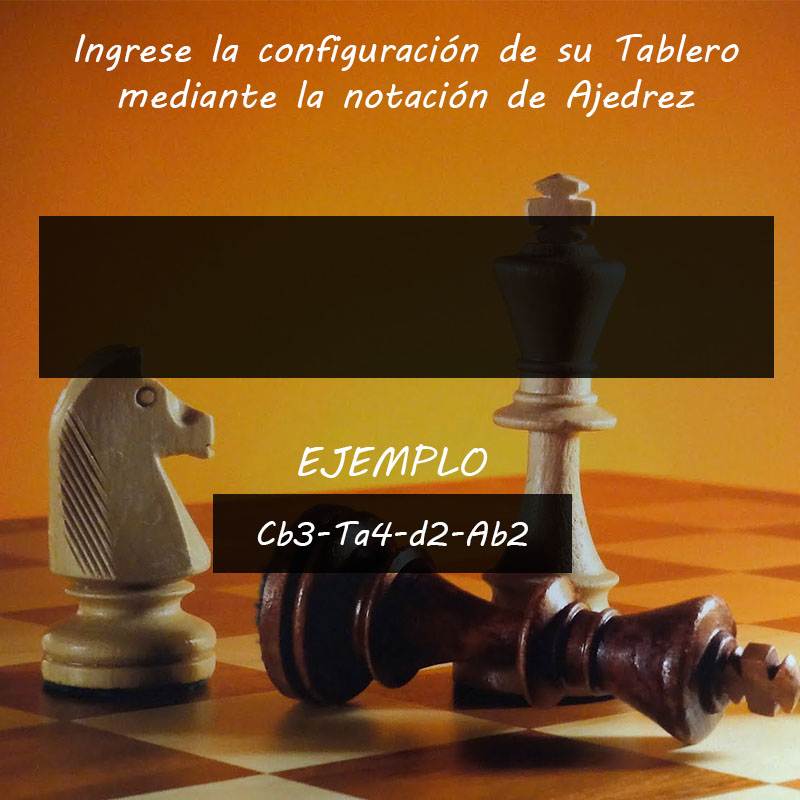 Ingrese la configuración de su Tablero
mediante la notación de Ajedrez
EJEMPLO
Cb3-Ta4-d2-Ab2